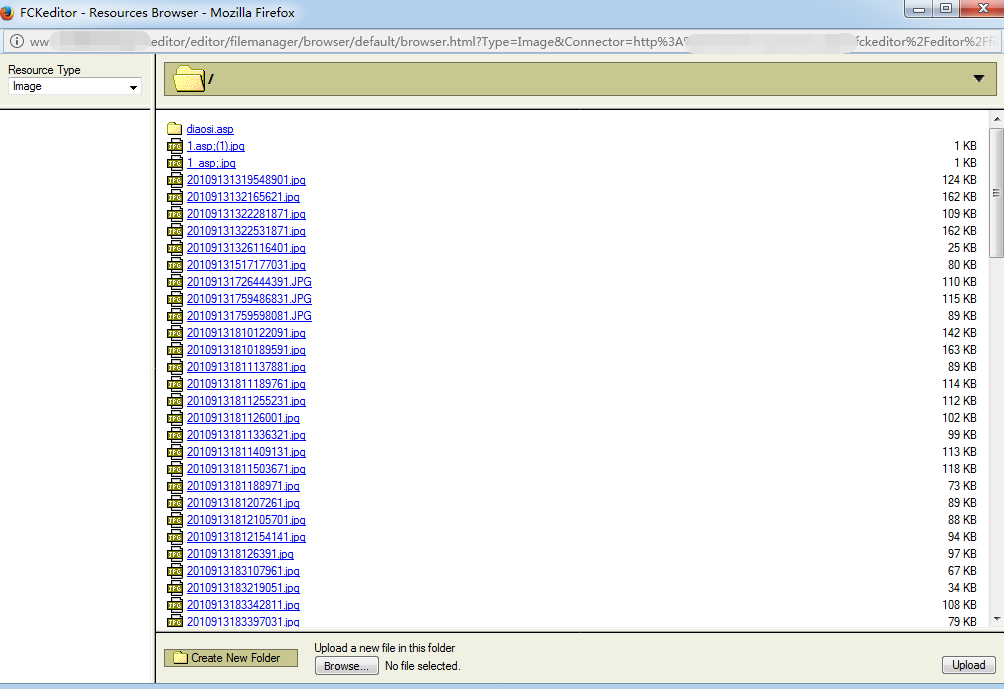 FCKeditor - Resources Browser - Mozilla Firefox
ww editor/editor/filemanager/browser/default/browser.html?Type=Image&Connector=http%3A% fckeditor%2Feditor%2Ffil
Resource Type
Image
/
diaosi.asp
1.asp;(1).jpg 1 KB
1_asp;.jpg 1 KB
20109131319548901.jpg 124 KB
2010913132165621.jpg 162 KB
20109131322281871.jpg 109 KB
20109131322531871.jpg 162 KB
20109131326116401.jpg 25 KB
20109131517177031.jpg 80 KB
20109131726444391.JPG 110 KB
20109131759486831.JPG 115 KB
20109131759598081.JPG 89 KB
20109131810122091.jpg 142 KB
20109131810189591.jpg 163 KB
20109131811137881.jpg 89 KB
20109131811189761.jpg 114 KB
20109131811255231.jpg 112 KB
2010913181126001.jpg 102 KB
20109131811336321.jpg 99 KB
20109131811409131.jpg 113 KB
20109131811503671.jpg 118 KB
2010913181188971.jpg 73 KB
2010913181207261.jpg 89 KB
20109131812105701.jpg 88 KB
20109131812154141.jpg 94 KB
201091318126391.jpg 97 KB
2010913183107961.jpg 67 KB
2010913183219051.jpg 34 KB
2010913183342811.jpg 108 KB
2010913183397031.jpg 79 KB
Create New Folder
Upload a new file in this folder
Browse... No file selected.
Upload